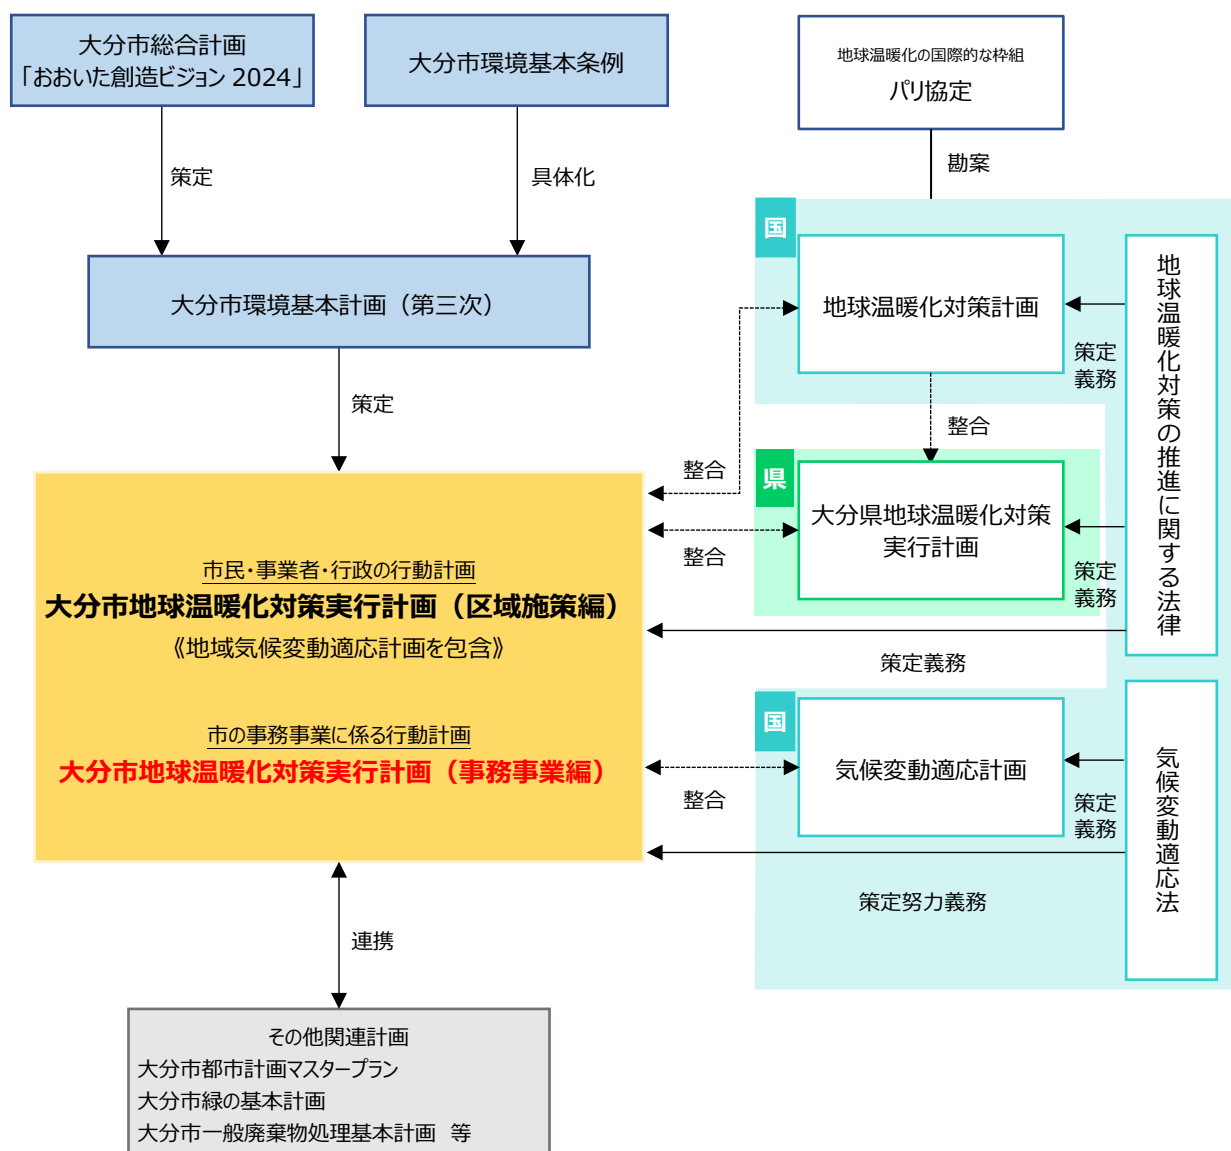 大分市総合計画
「おおいた創造ビジョン 2024」
大分市環境基本条例
地球温暖化の国際的な枠組
パリ協定
策定
具体化
勘案
国
大分市環境基本計画（第三次）
地球温暖化対策計画
策定
義務
地球温暖化対策の推進に関する法律
策定
整合
整合
県
大分県地球温暖化対策
実行計画
整合
策定
義務
市民・事業者・行政の行動計画
大分市地球温暖化対策実行計画（区域施策編）
《地域気候変動適応計画を包含》
策定義務
市の事務事業に係る行動計画
大分市地球温暖化対策実行計画（事務事業編）
国
気候変動適応計画
整合
策定
義務
気候変動適応法
策定努力義務
連携
その他関連計画
大分市都市計画マスタープラン
大分市緑の基本計画
大分市一般廃棄物処理基本計画 等